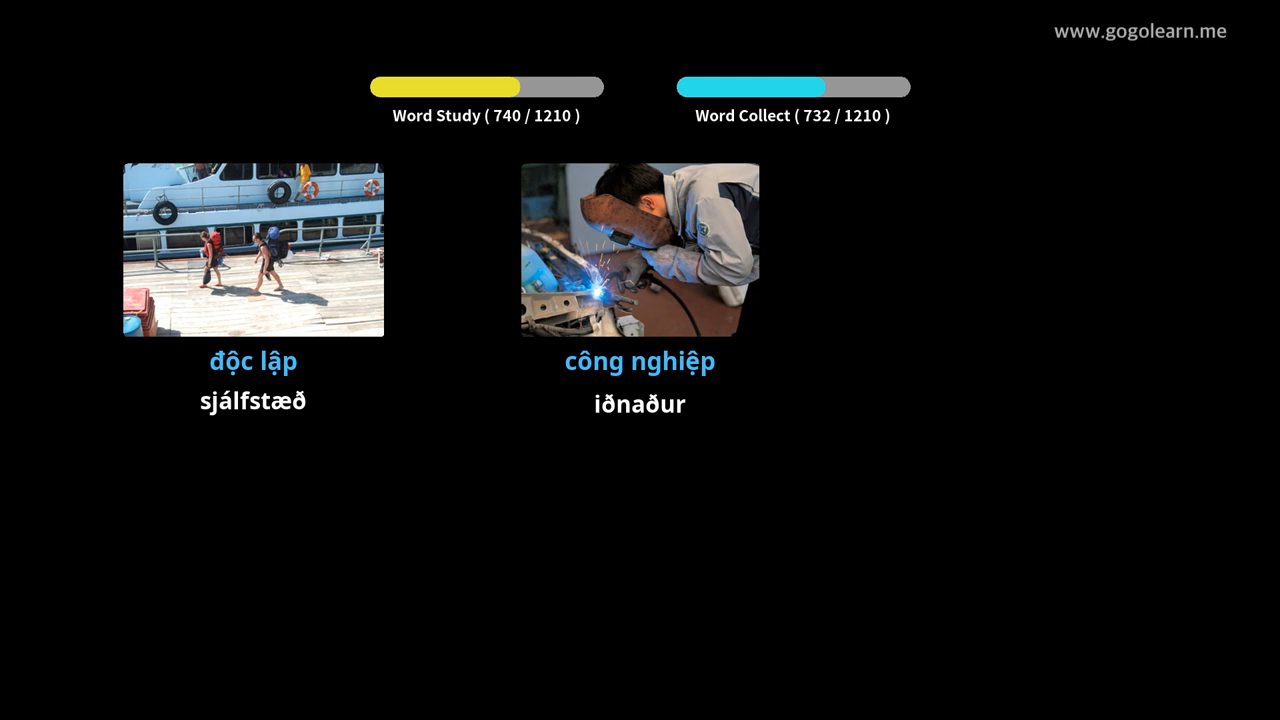 www.gogolearn.me
Word Study ( 740 / 1210 )
Word Collect ( 732 / 1210 )
độc lập
sjálfstæð
công nghiệp
iðnaður